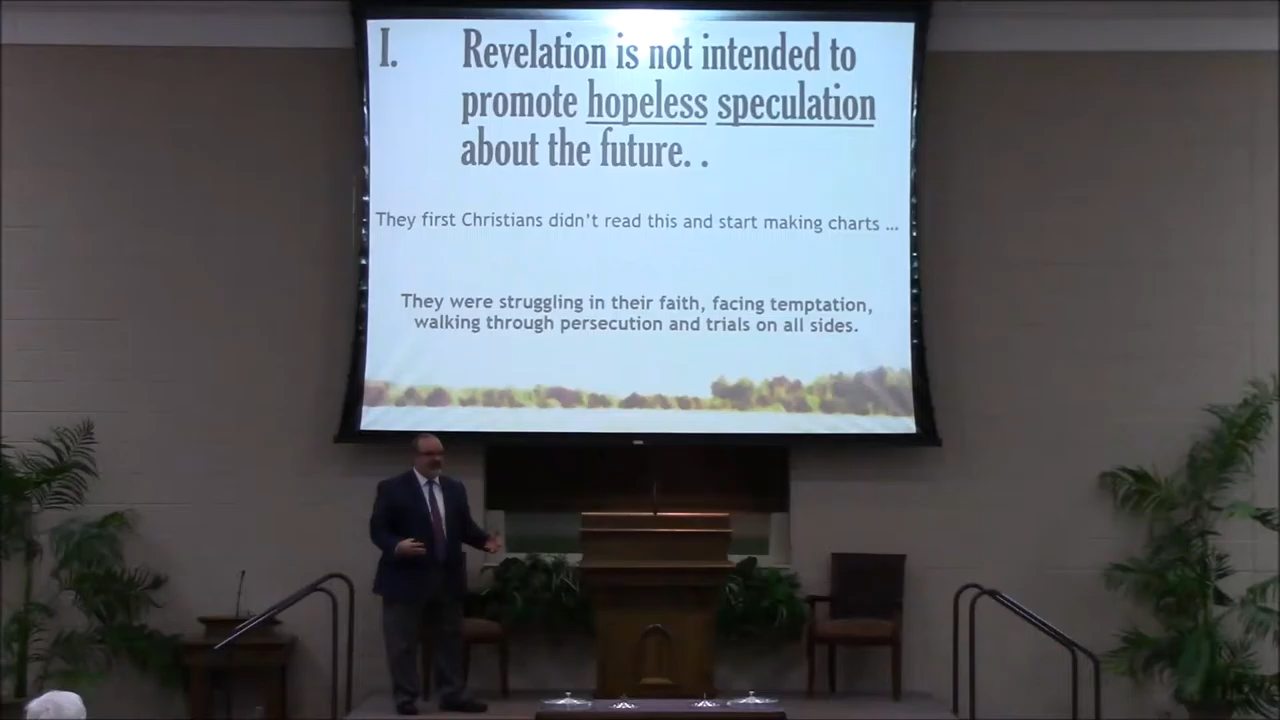 I. Revelation is not intended to
promote hopeless speculation
about the future. .
They first Christians didn't read this and start making charts ...
They were struggling in their faith, facing temptation,
walking through persecution and trials on all sides.